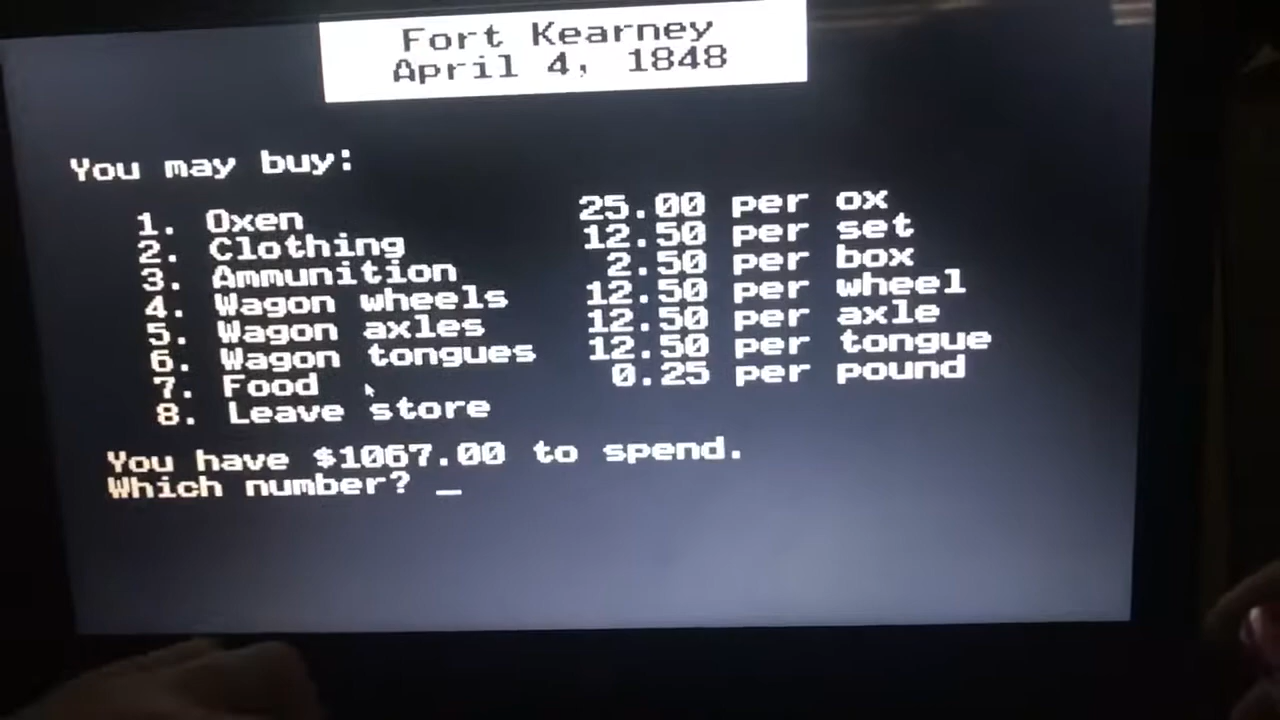 Fort Kearney
April 4, 1848
You may buy:
1. Oxen 25.00 per ox
2. Clothing 12.50 per set
3. Ammunition 2.50 per box
4. Wagon wheels 12.50 per wheel
5. Wagon axles 12.50 per axle
6. Wagon tongues 12.50 per tongue
7. Food 0.25 per pound
8. Leave store
You have $1067.00 to spend.
Which number? _